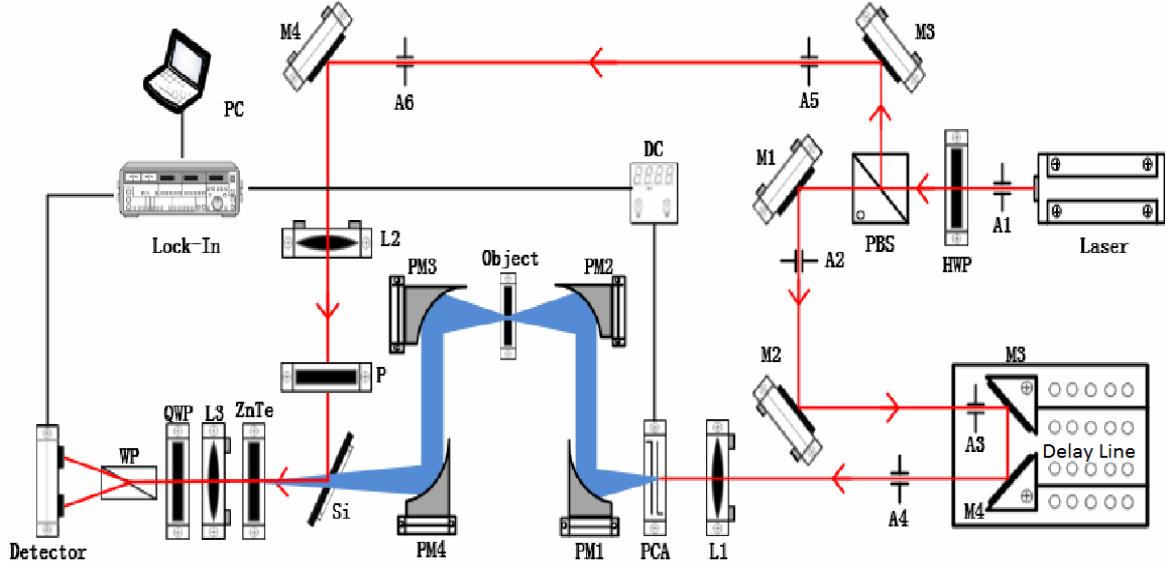 M4
M3
PC
A6
A5
DC
8888
M1
Lock-In
L2
PBS
HWP
A1
Laser
A2
PM3
Object
PM2
P
M2
M3
QWP
L3
ZnTe
A3
WP
Delay Line
Si
A4
M4
Detector
PM4
PM1
PCA
L1